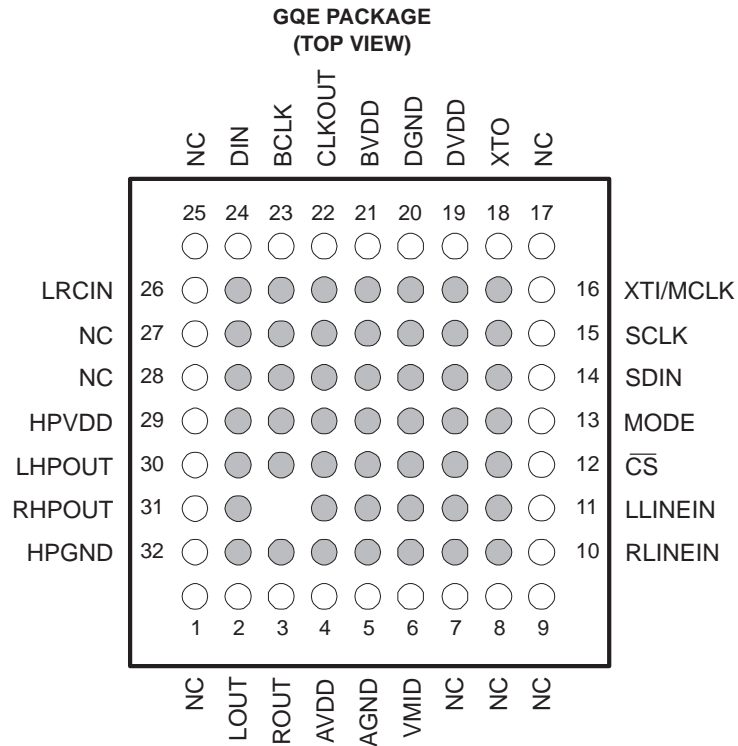 GQE PACKAGE
(TOP VIEW)
NC DIN BCLK CLKOUT BVDD DGND DVDD XTO NC
25 24 23 22 21 20 19 18 17
LRCIN 26 16 XTI/MCLK
NC 27 15 SCLK
NC 28 14 SDIN
HPVDD 29 13 MODE
LHPOUT 30 12 C̅S̅
RHPOUT 31 11 LLINEIN
HPGND 32 10 RLINEIN
1 2 3 4 5 6 7 8 9
NC LOUT ROUT AVDD AGND VMID NC NC NC